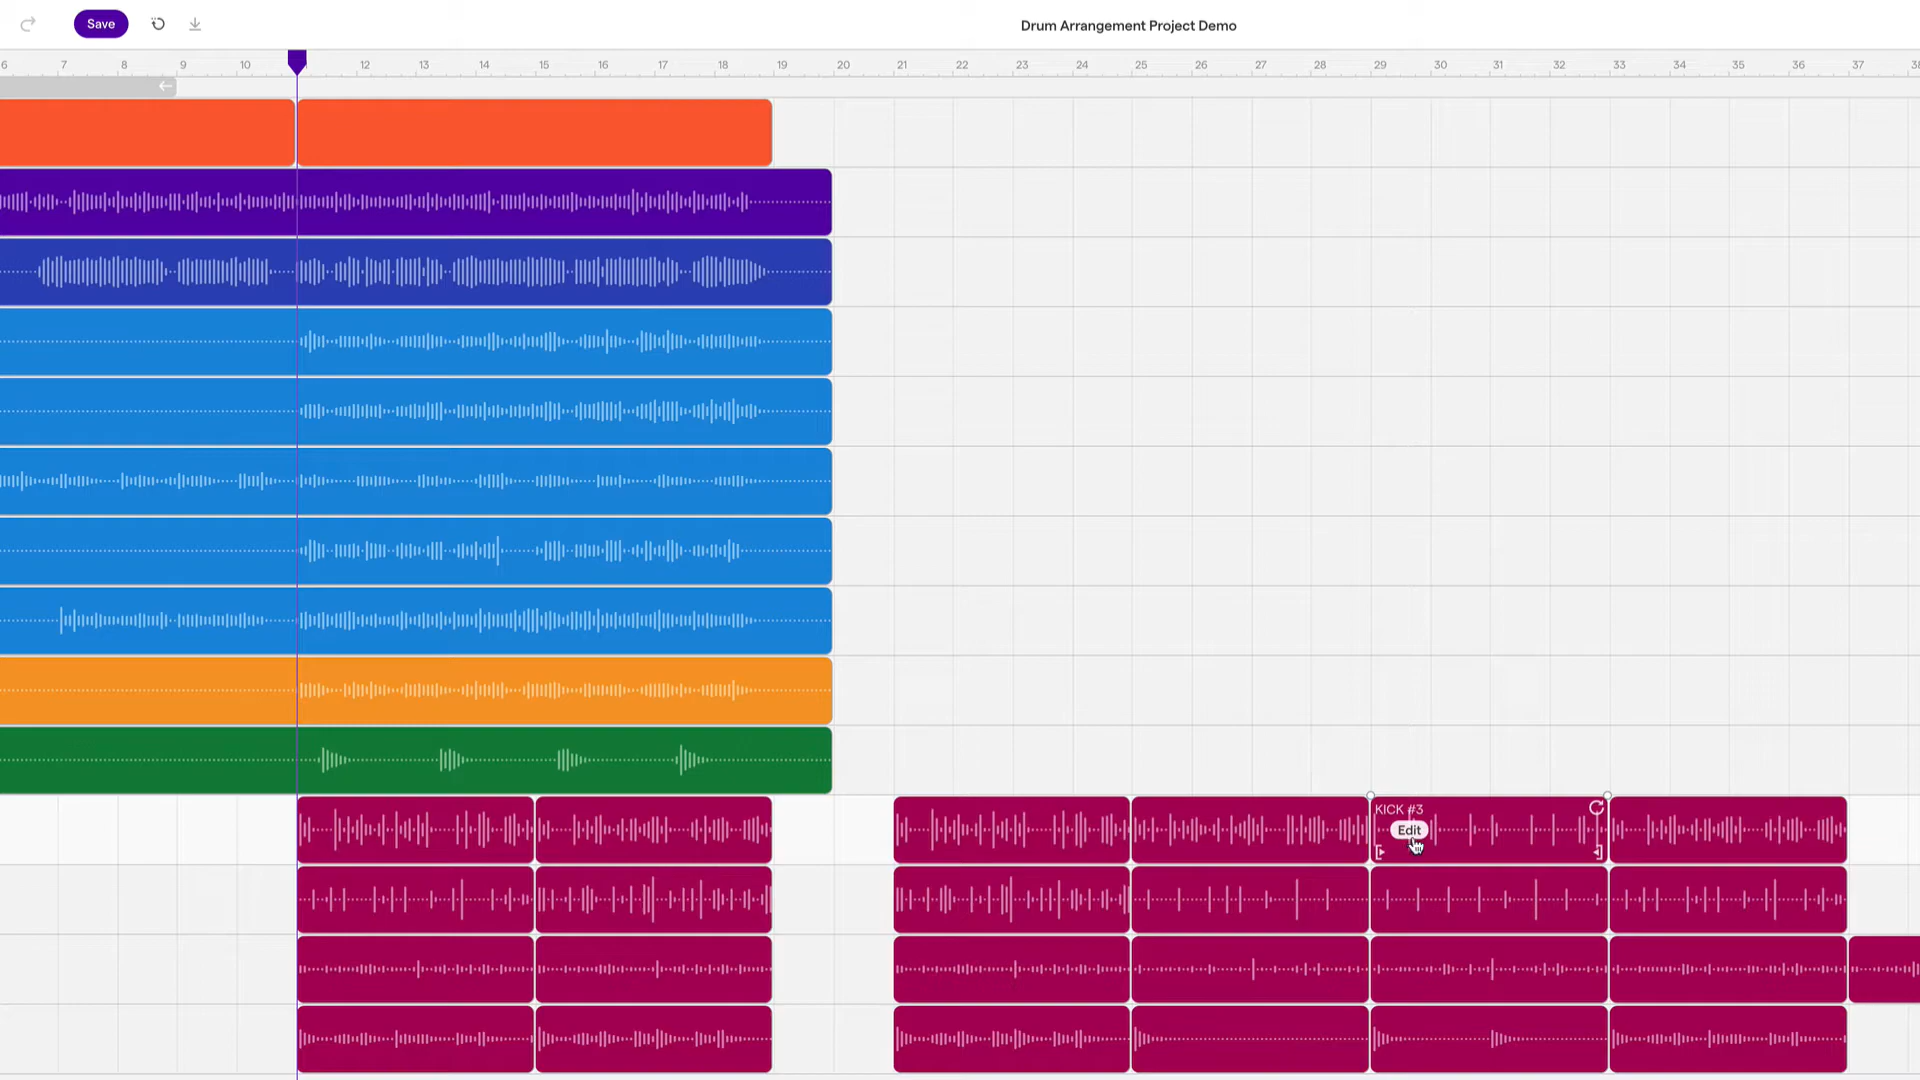 Save
Drum Arrangement Project Demo
6 7 8 9 10 12 13 14 15 16 17 18 19 20 21 22 23 24 25 26 27 28 29 30 31 32 33 34 35 36 37
KICK #3
Edit